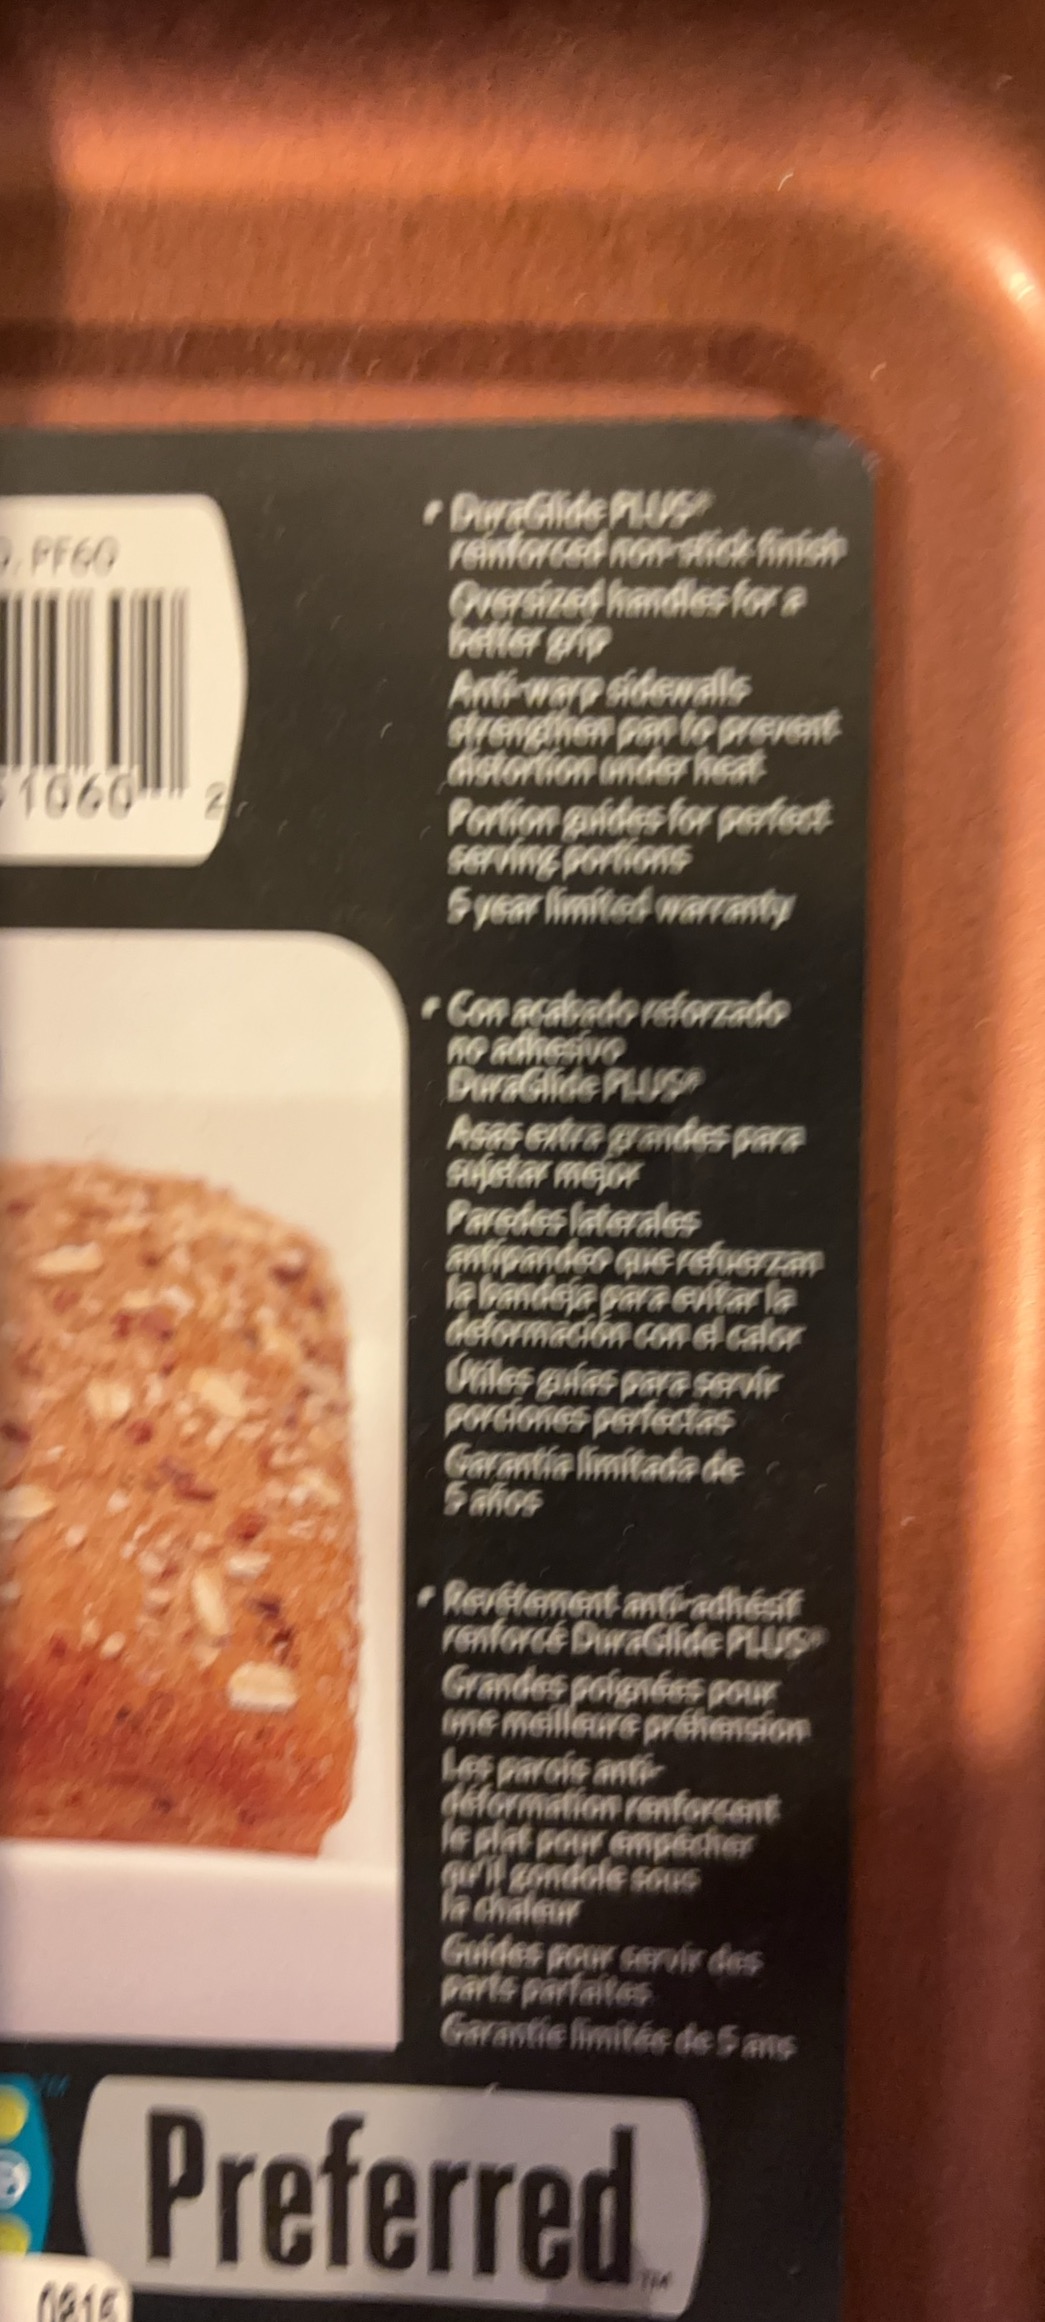 PF60
1060 2
• DuraGlide PLUS®
reinforced non-stick finish
Oversized handles for a
better grip
Anti-warp sidewalls
strengthen pan to prevent
distortion under heat
Portion guides for perfect
serving portions
5 year limited warranty
• Con acabado reforzado
no adhesivo
DuraGlide PLUS®
Asas extra grandes para
sujetar mejor
Paredes laterales
antipandeo que refuerzan
la bandeja para evitar la
deformación con el calor
Útiles guías para servir
porciones perfectas
Garantía limitada de
5 años
• Revêtement anti-adhésif
renforcé DuraGlide PLUS®
Grandes poignées pour
une meilleure préhension
Les parois anti-
déformation renforcent
le plat pour empêcher
qu'il gondole sous
la chaleur
Guides pour servir des
parts parfaites
Garantie limitée de 5 ans
Preferred™